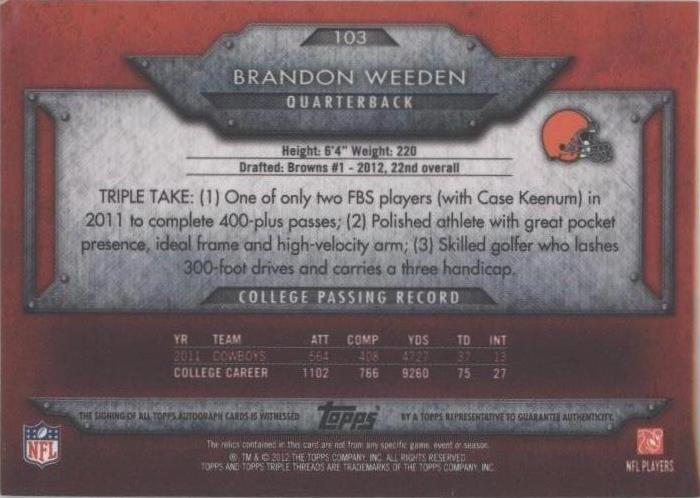 103
BRANDON WEEDEN
QUARTERBACK
Height: 6'4" Weight: 220
Drafted: Browns #1 - 2012, 22nd overall
TRIPLE TAKE: (1) One of only two FBS players (with Case Keenum) in
2011 to complete 400-plus passes; (2) Polished athlete with great pocket
presence, ideal frame and high-velocity arm; (3) Skilled golfer who lashes
300-foot drives and carries a three handicap.
COLLEGE PASSING RECORD
YR TEAM ATT COMP YDS TD INT
2011 COWBOYS 564 408 4727 37 13
COLLEGE CAREER 1102 766 9260 75 27
THE SIGNING OF ALL TOPPS AUTOGRAPH CARDS IS WITNESSED Topps BY A TOPPS REPRESENTATIVE TO GUARANTEE AUTHENTICITY.
The relics contained in this card are not from any specific game, event or season.
® TM & © 2012 THE TOPPS COMPANY, INC. ALL RIGHTS RESERVED.
TOPPS AND TOPPS TRIPLE THREADS ARE TRADEMARKS OF THE TOPPS COMPANY, INC.
NFL
NFL PLAYERS